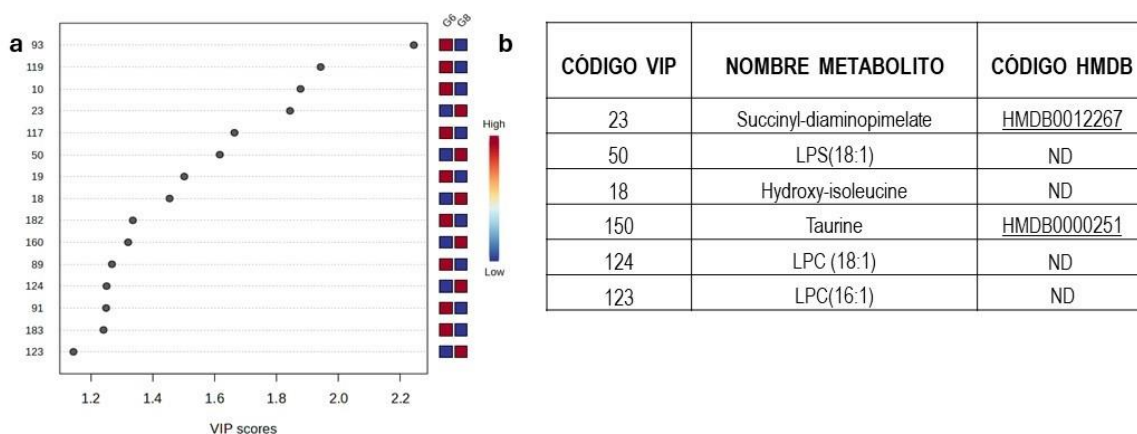 a
G6 G8
93
119
10
23
117
50
19
18
182
160
89
124
91
183
123
High
Low
1.2 1.4 1.6 1.8 2.0 2.2
VIP scores
b
CÓDIGO VIP NOMBRE METABOLITO CÓDIGO HMDB
23 Succinyl-diaminopimelate HMDB0012267
50 LPS(18:1) ND
18 Hydroxy-isoleucine ND
150 Taurine HMDB0000251
124 LPC (18:1) ND
123 LPC(16:1) ND